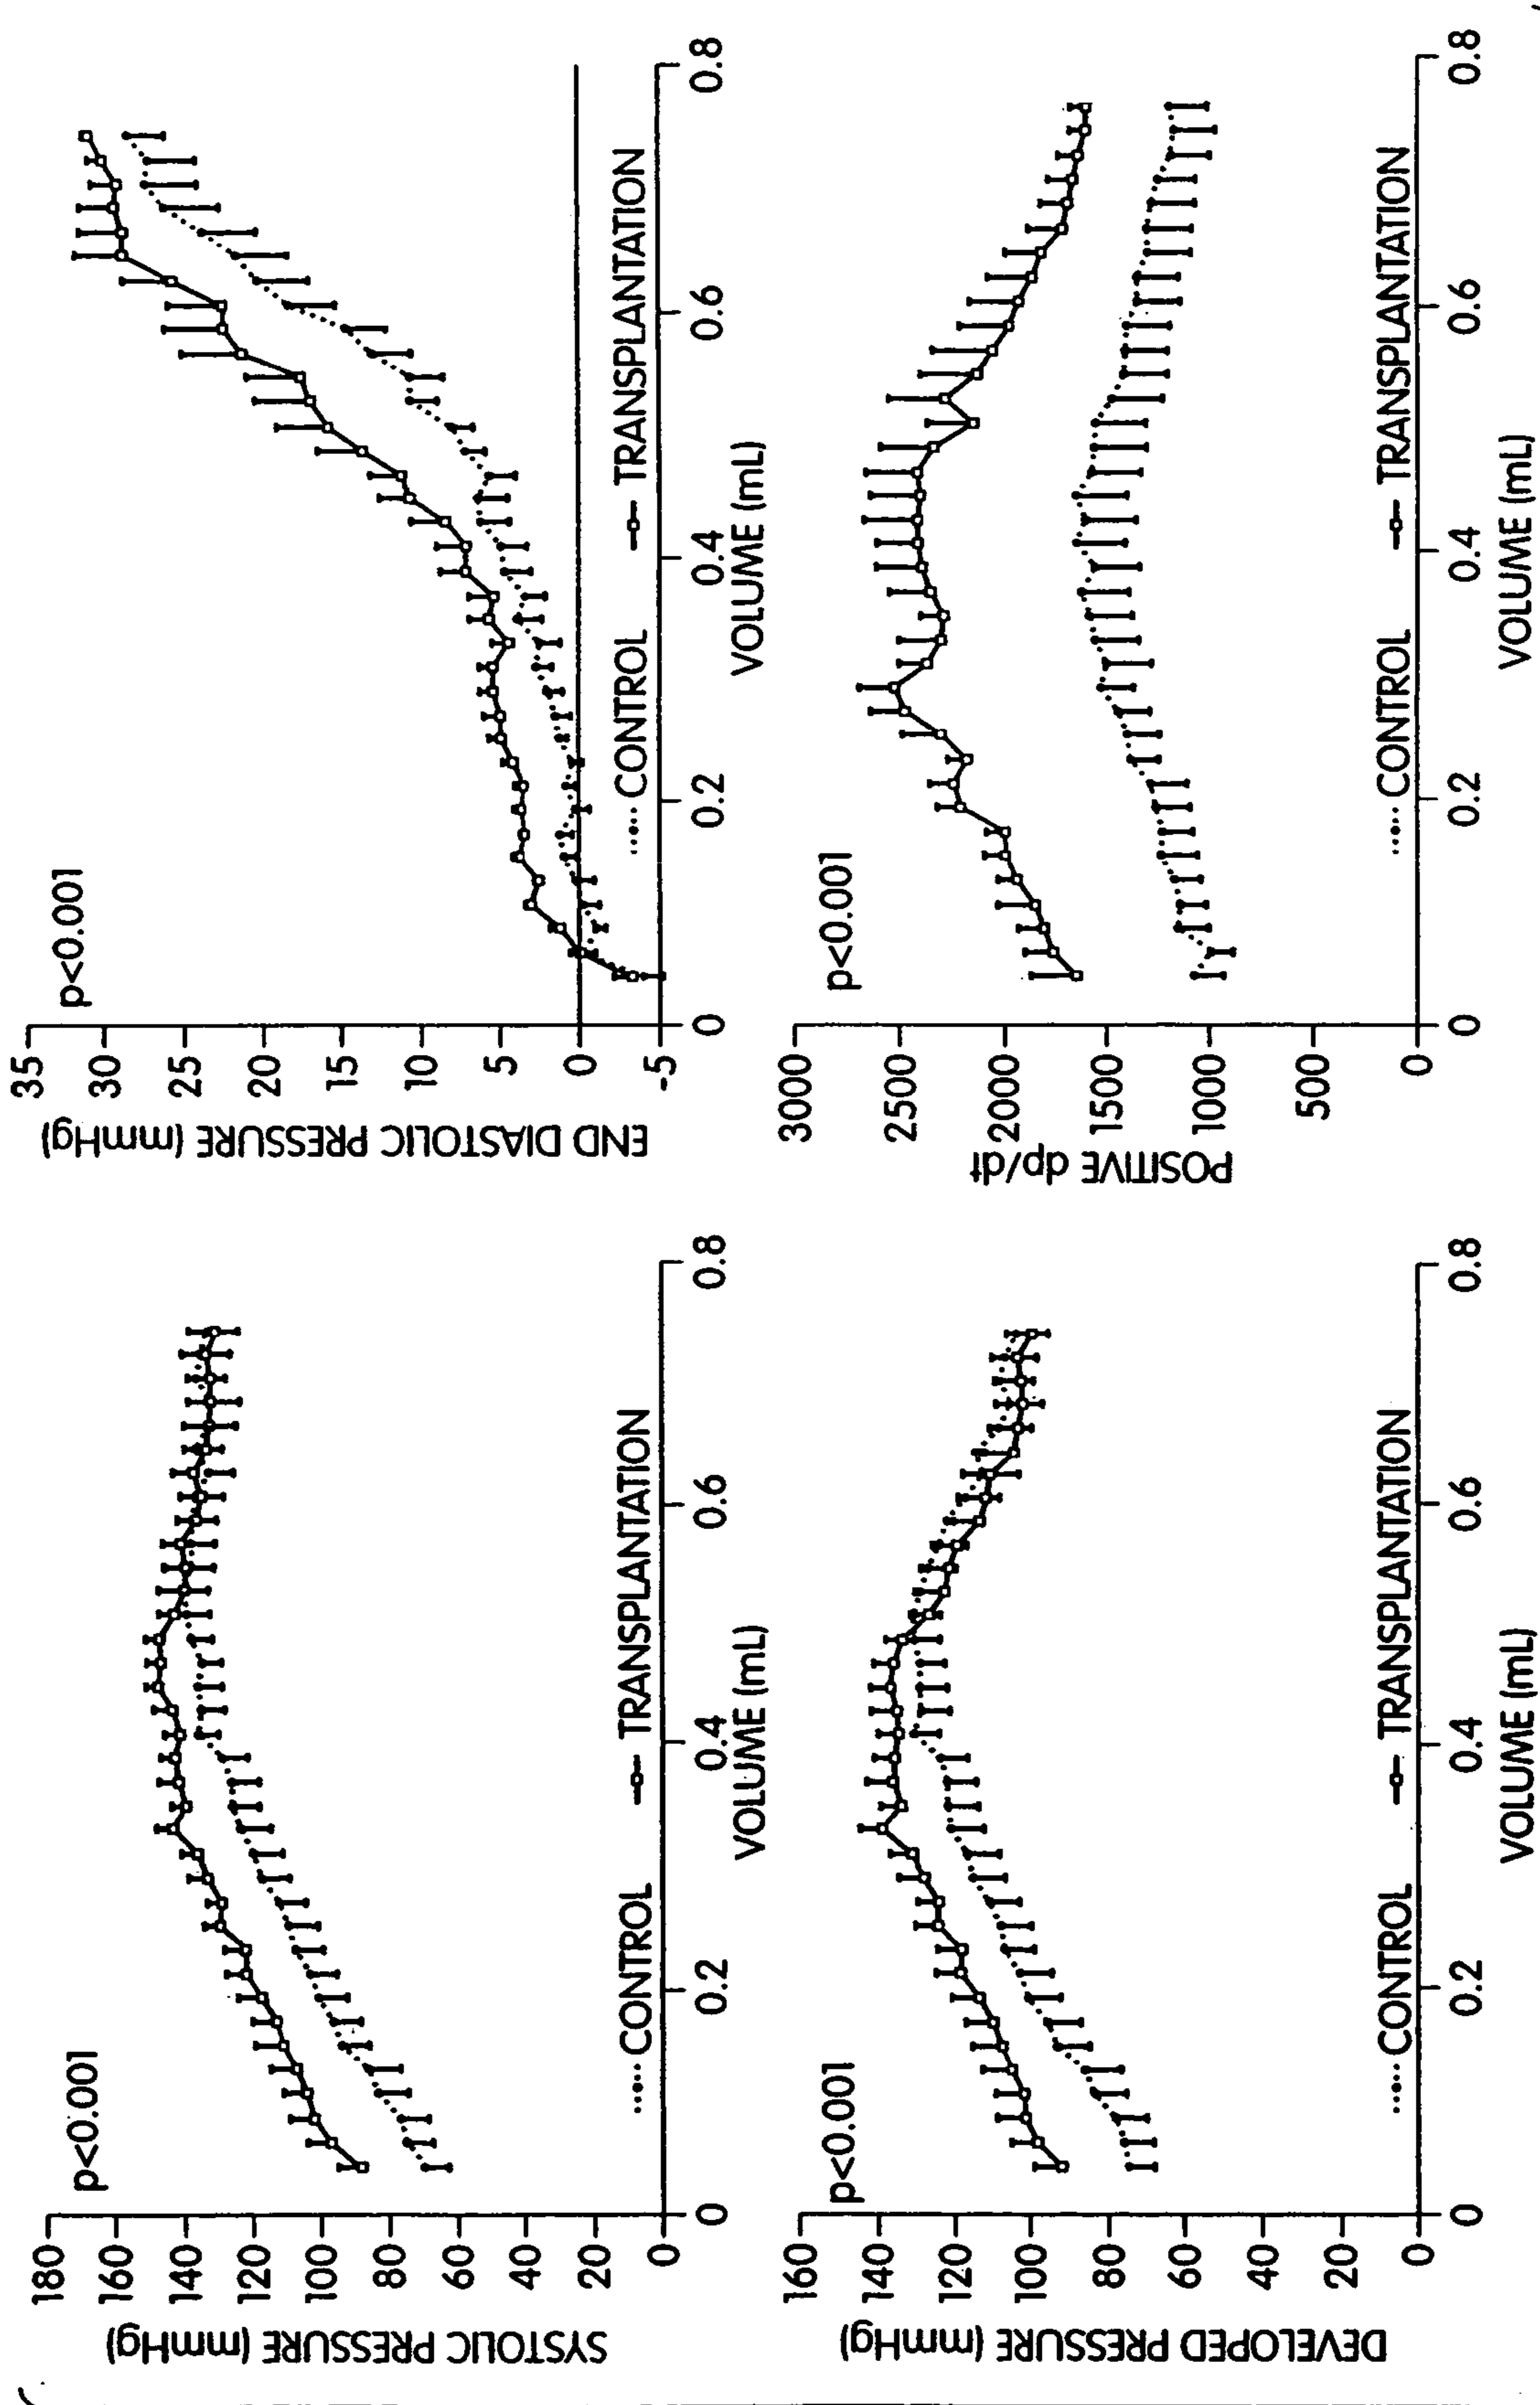 p<0.001
180
160
140
120
100
80
60
40
20
0
SYSTOLIC PRESSURE (mmHg)
0 0.2 0.4 0.6 0.8
CONTROL TRANSPLANTATION
VOLUME (mL)
p<0.001
35
30
25
20
15
10
5
0
-5
END DIASTOLIC PRESSURE (mmHg)
0 0.2 0.4 0.6 0.8
CONTROL TRANSPLANTATION
VOLUME (mL)
p<0.001
160
140
120
100
80
60
40
20
0
DEVELOPED PRESSURE (mmHg)
0 0.2 0.4 0.6 0.8
CONTROL TRANSPLANTATION
VOLUME (mL)
p<0.001
3000
2500
2000
1500
1000
500
0
POSITIVE dp/dt
0 0.2 0.4 0.6 0.8
CONTROL TRANSPLANTATION
VOLUME (mL)